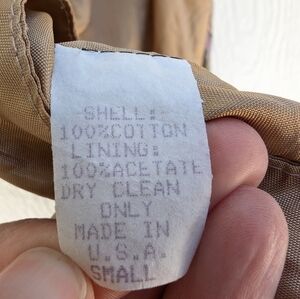 SHELL:
100%COTTON
LINING:
100%ACETATE
DRY CLEAN
ONLY
MADE IN
U.S.A.
SMALL